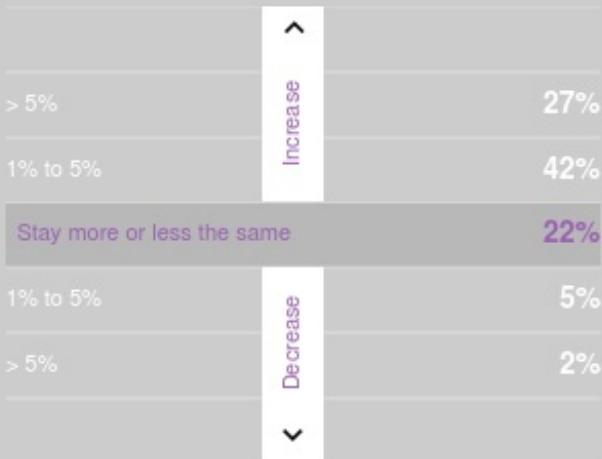 Increase
> 5% 27%
1% to 5% 42%
Stay more or less the same 22%
Decrease
1% to 5% 5%
> 5% 2%